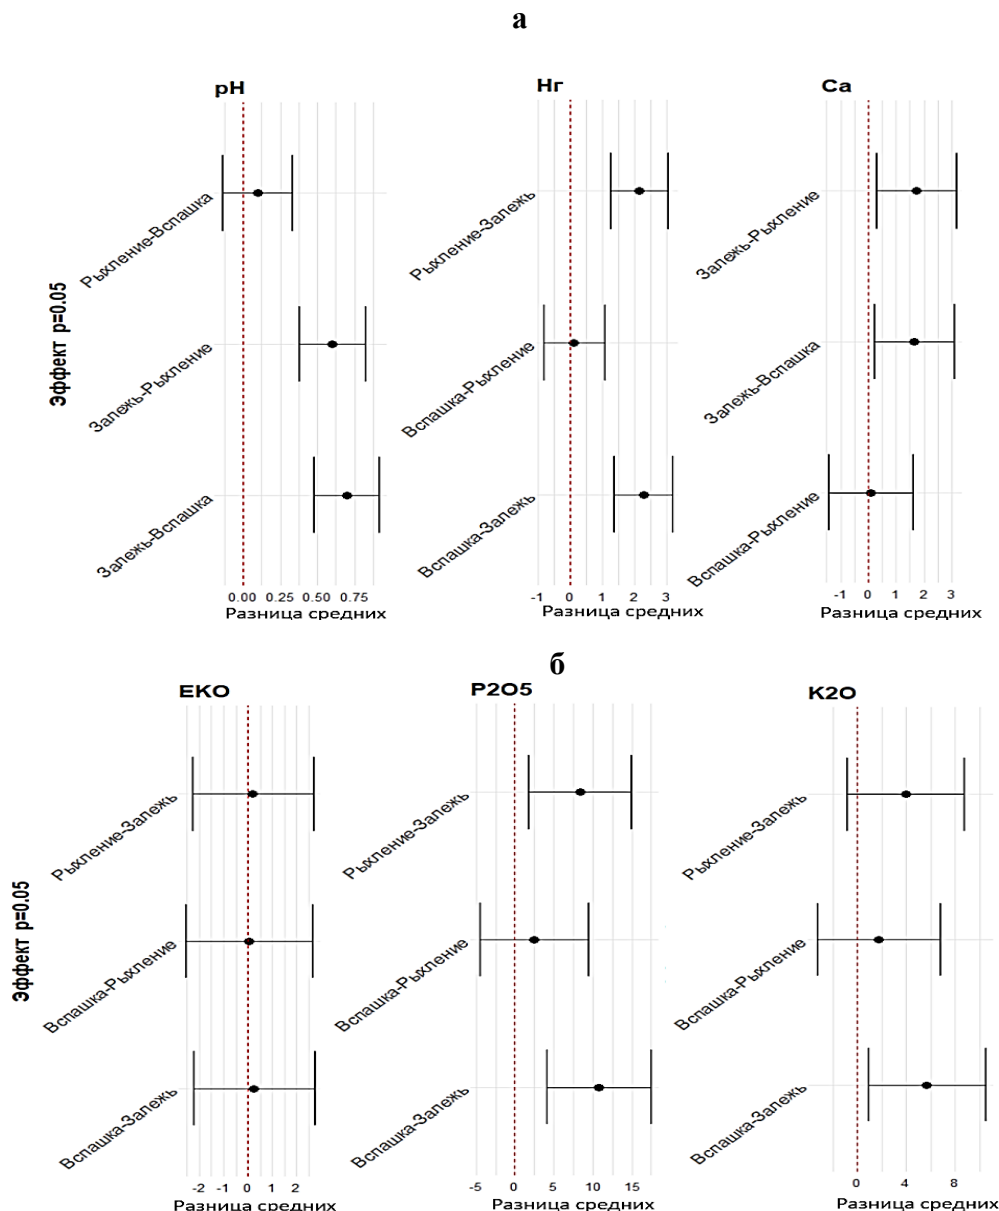 а
pH
Нг
Ca
Эффект p=0.05
Рыхление-Вспашка
Залежь-Рыхление
Залежь-Вспашка
0.00 0.25 0.50 0.75
Разница средних
Рыхление-Залежь
Вспашка-Рыхление
Вспашка-Залежь
-1 0 1 2 3
Разница средних
Залежь-Рыхление
Залежь-Вспашка
Вспашка-Рыхление
-1 0 1 2 3
Разница средних
б
ЕКО
P2O5
K2O
Эффект p=0.05
Рыхление-Залежь
Вспашка-Рыхление
Вспашка-Залежь
-2 -1 0 1 2
Разница средних
Рыхление-Залежь
Вспашка-Рыхление
Вспашка-Залежь
-5 0 5 10 15
Разница средних
Рыхление-Залежь
Вспашка-Рыхление
Вспашка-Залежь
0 4 8
Разница средних